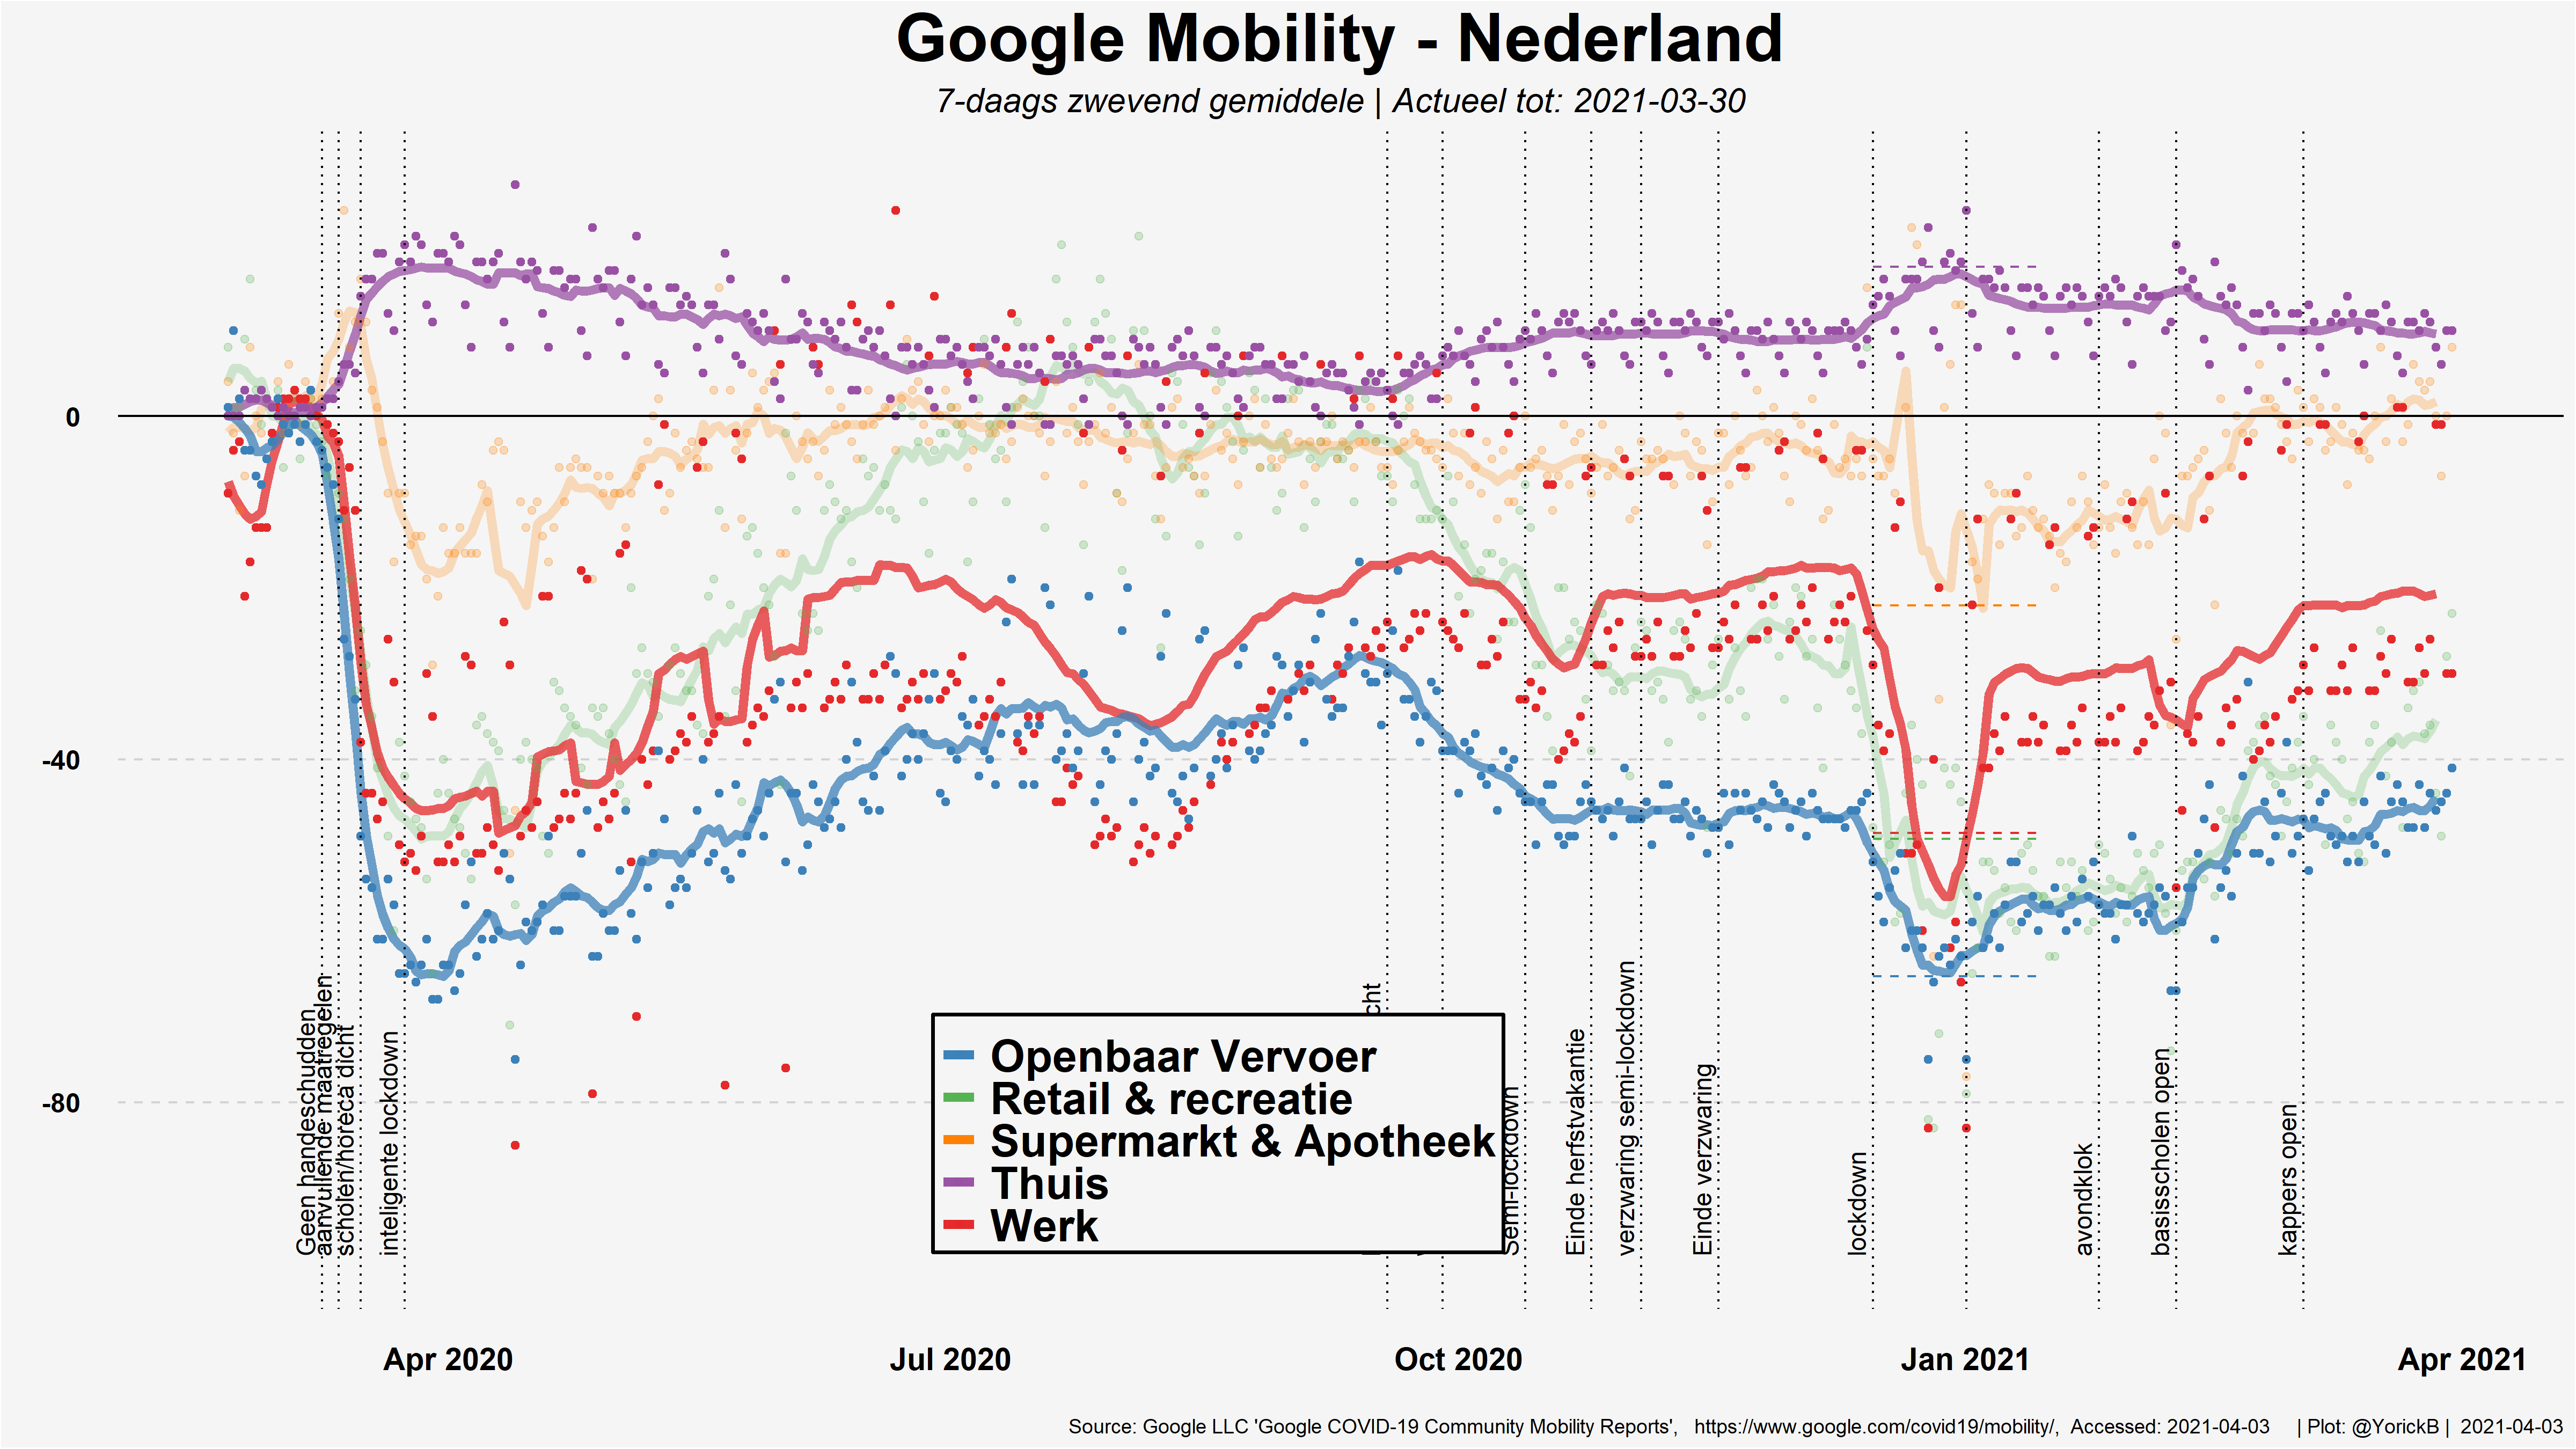 Google Mobility - Nederland
7-daags zwevend gemiddele | Actueel tot: 2021-03-30
0
-40
-80
Geen handeschudden
aanvullende maatregelen
scholen/horeca dicht
inteligente lockdown
cht
Semi-lockdown
Einde herfstvakantie
verzwaring semi-lockdown
Einde verzwaring
lockdown
avondklok
basisscholen open
kappers open
Openbaar Vervoer
Retail & recreatie
Supermarkt & Apotheek
Thuis
Werk
Apr 2020
Jul 2020
Oct 2020
Jan 2021
Apr 2021
Source: Google LLC 'Google COVID-19 Community Mobility Reports', https://www.google.com/covid19/mobility/, Accessed: 2021-04-03 | Plot: @YorickB | 2021-04-03